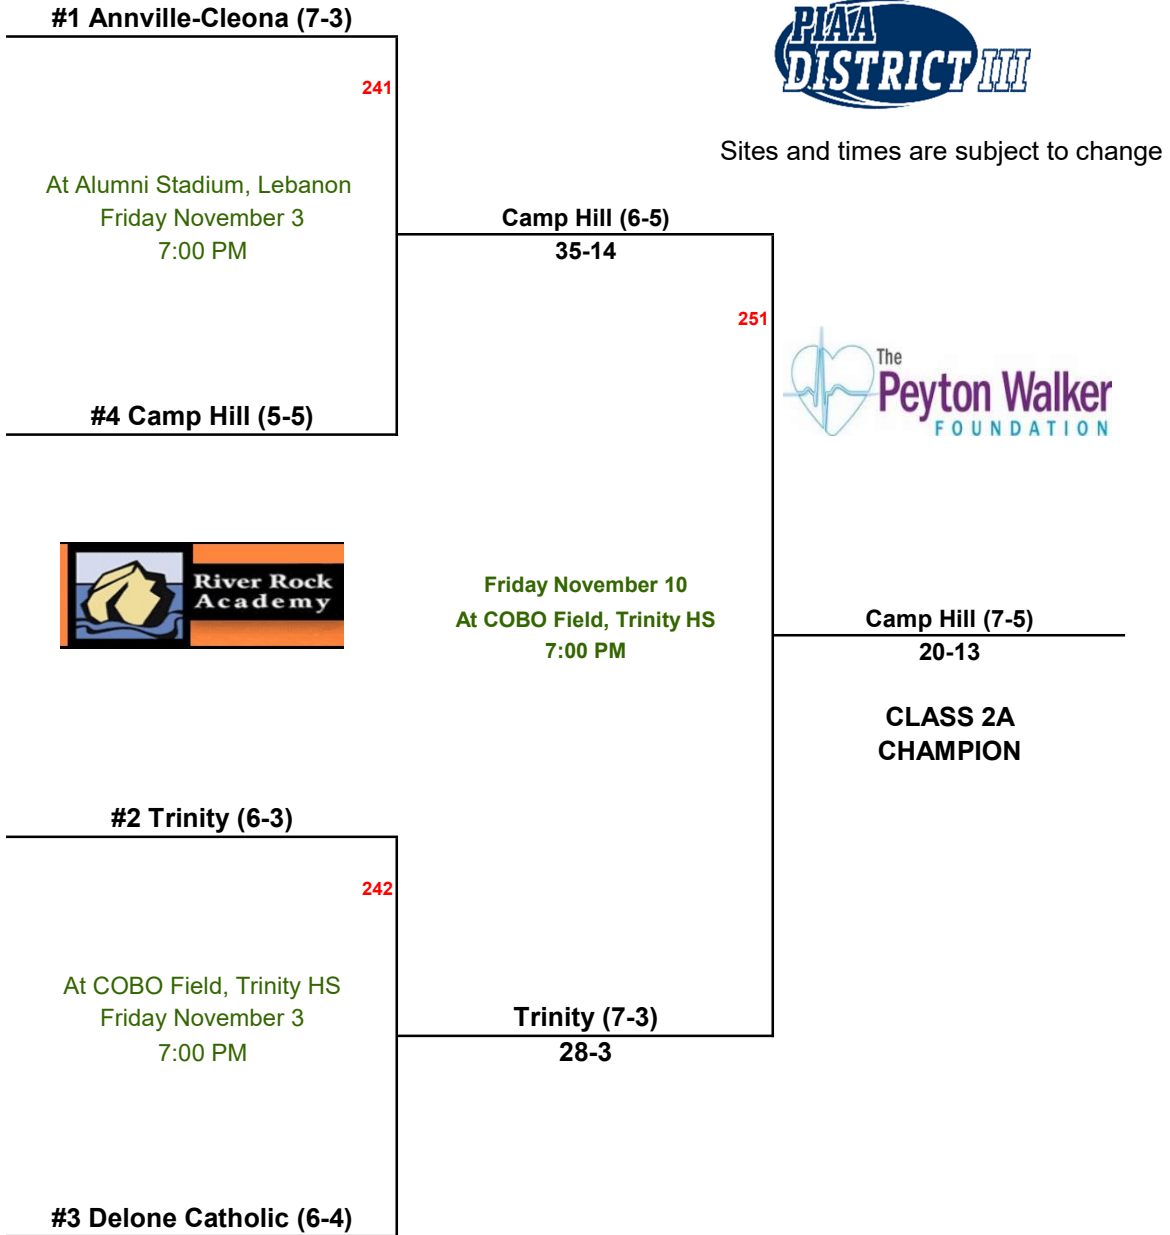 #1 Annville-Cleona (7-3)
PIAA
DISTRICT III
241
Sites and times are subject to change
At Alumni Stadium, Lebanon
Friday November 3
7:00 PM
Camp Hill (6-5)
35-14
251
The
Peyton Walker
FOUNDATION
#4 Camp Hill (5-5)
River Rock
Academy
Friday November 10
At COBO Field, Trinity HS
7:00 PM
Camp Hill (7-5)
20-13
CLASS 2A
CHAMPION
#2 Trinity (6-3)
242
At COBO Field, Trinity HS
Friday November 3
7:00 PM
Trinity (7-3)
28-3
#3 Delone Catholic (6-4)